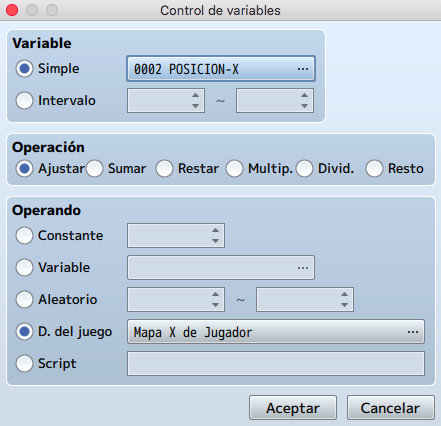 Control de variables
Variable
Simple 0002 POSICION-X ...
Intervalo ~
Operación
Ajustar Sumar Restar Multip. Divid. Resto
Operando
Constante
Variable ...
Aleatorio ~
D. del juego Mapa X de Jugador ...
Script
Aceptar Cancelar